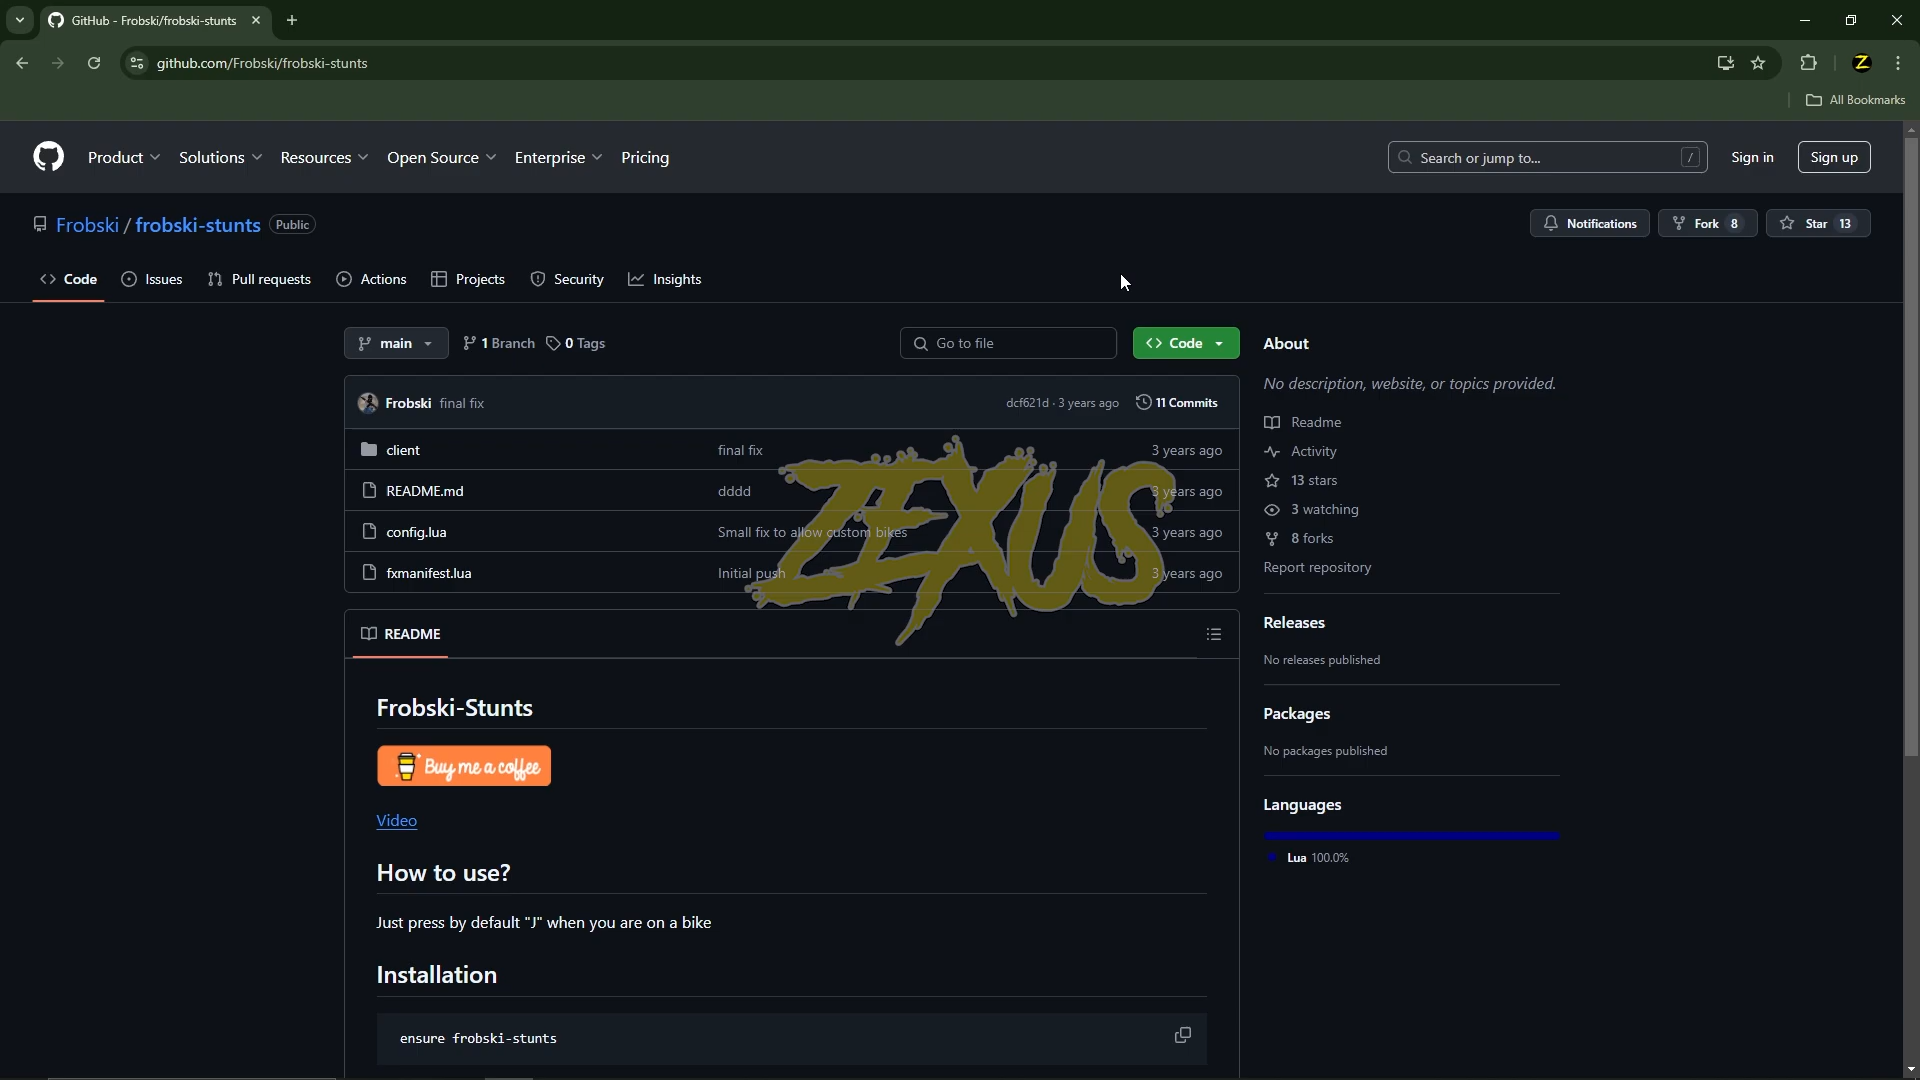 GitHub - Frobski/frobski-stunts
github.com/Frobski/frobski-stunts
Z
All Bookmarks
Product
Solutions
Resources
Open Source
Enterprise
Pricing
Search or jump to...
/
Sign in
Sign up
Frobski / frobski-stunts
Public
Notifications
Fork 8
Star 13
Code
Issues
Pull requests
Actions
Projects
Security
Insights
main
1 Branch
0 Tags
Go to file
Code
About
No description, website, or topics provided.
Frobski final fix
dcf621d · 3 years ago
11 Commits
client
final fix
3 years ago
README.md
dddd
3 years ago
config.lua
Small fix to allow custom bikes
3 years ago
fxmanifest.lua
Initial push
3 years ago
ZEXUS
Readme
Activity
13 stars
3 watching
8 forks
Report repository
Releases
No releases published
Packages
No packages published
Languages
Lua 100.0%
README
Frobski-Stunts
Buy me a coffee
Video
How to use?
Just press by default "J" when you are on a bike
Installation
ensure frobski-stunts